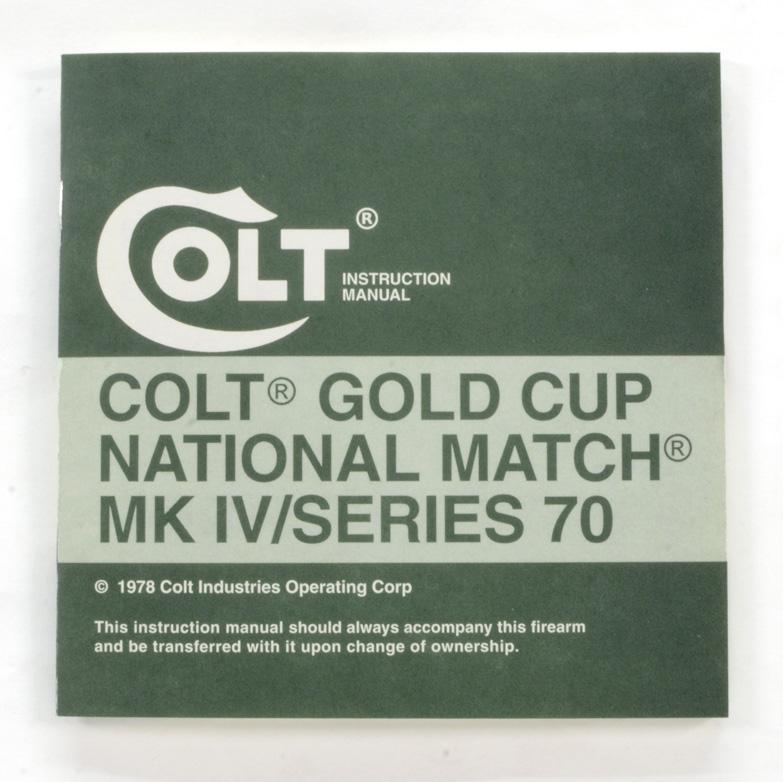 COLT®
INSTRUCTION
MANUAL
COLT® GOLD CUP
NATIONAL MATCH®
MK IV/SERIES 70
© 1978 Colt Industries Operating Corp
This instruction manual should always accompany this firearm
and be transferred with it upon change of ownership.